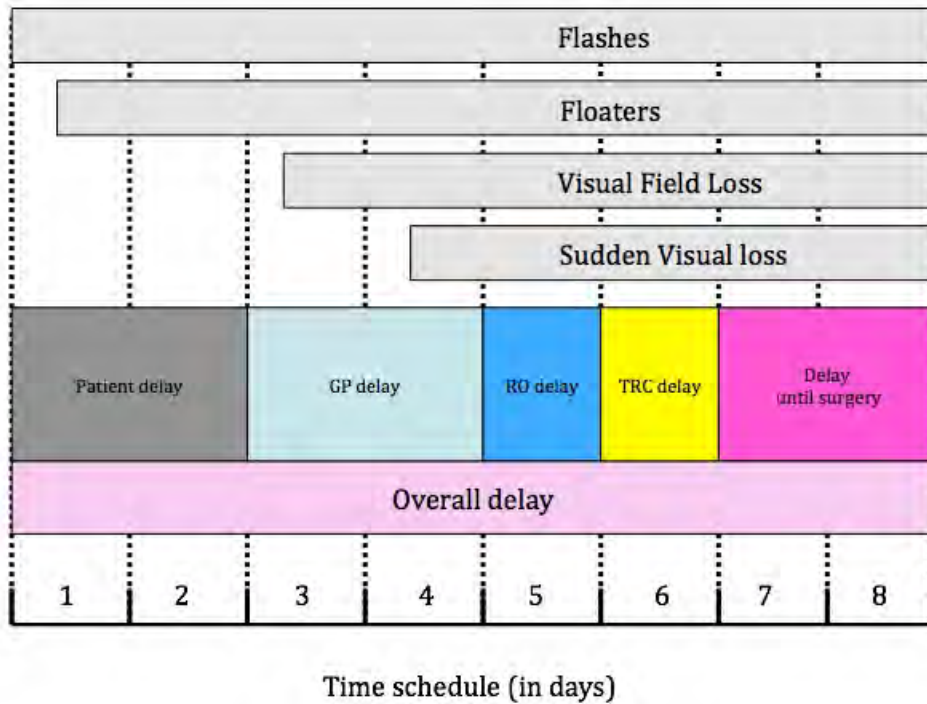 Flashes
Floaters
Visual Field Loss
Sudden Visual loss
Patient delay
GP delay
RO delay
TRC delay
Delay
until surgery
Overall delay
1 2 3 4 5 6 7 8
Time schedule (in days)